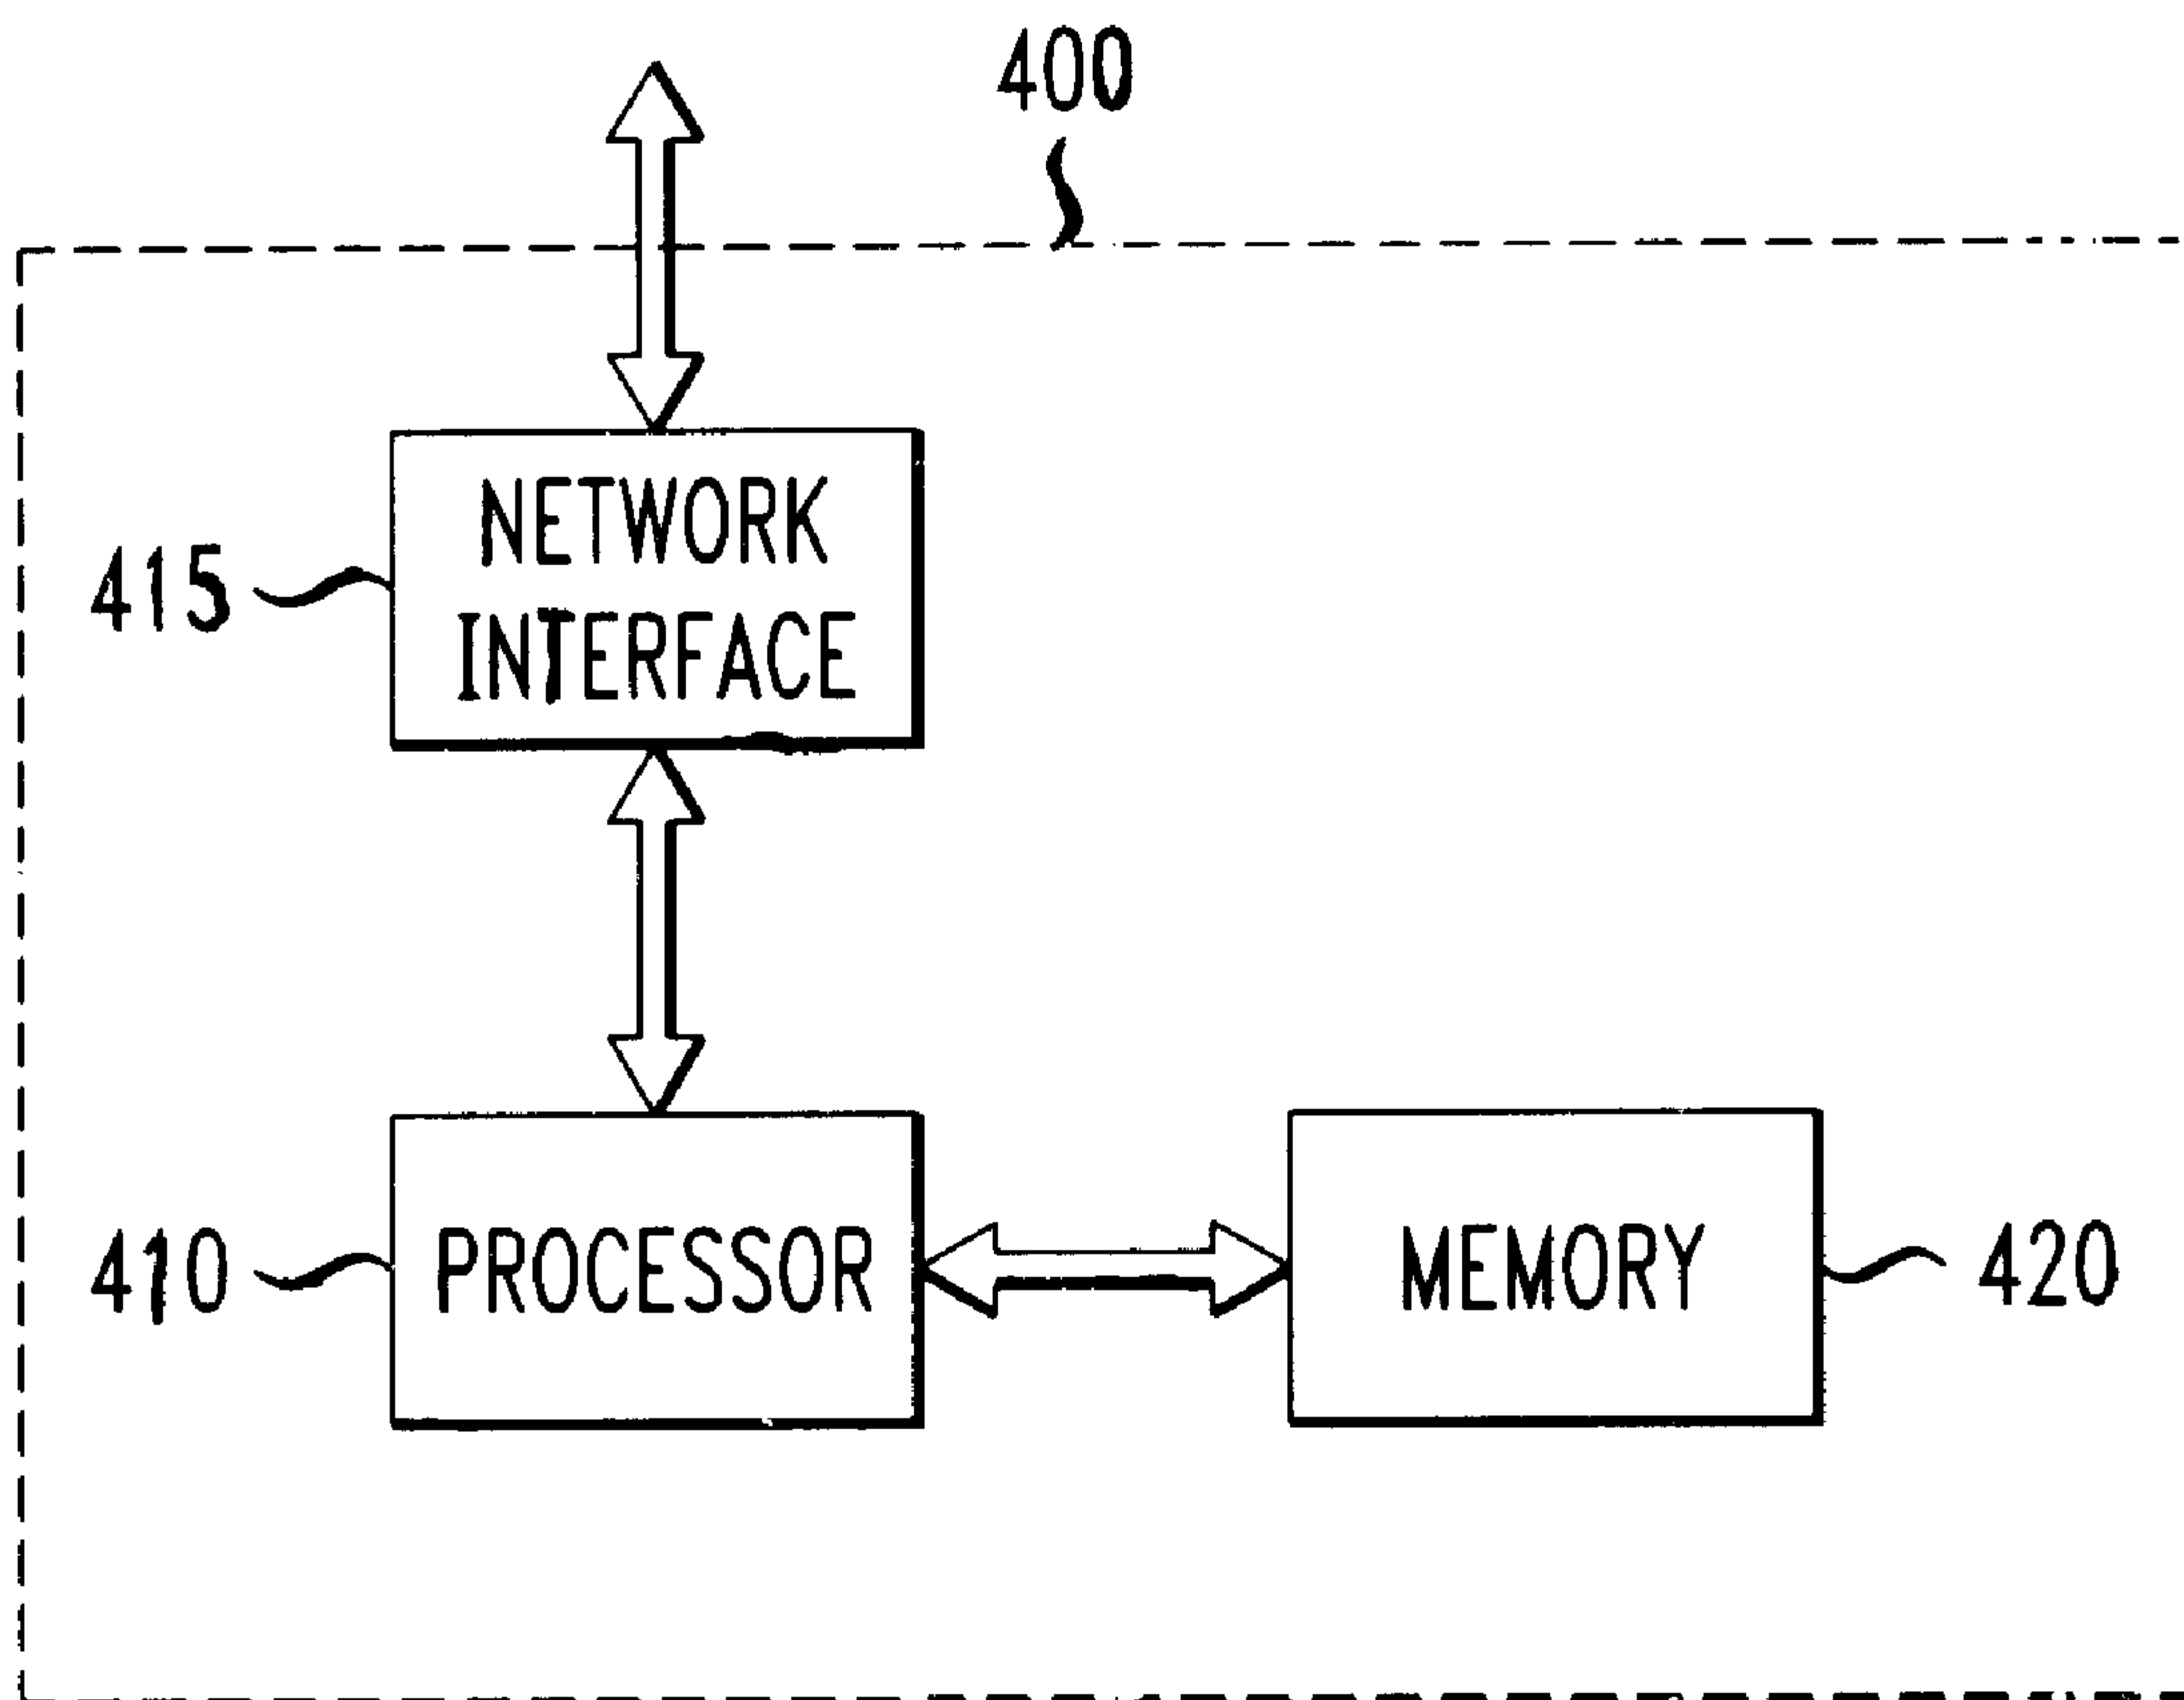 400
NETWORK
INTERFACE
415
PROCESSOR
410
MEMORY
420